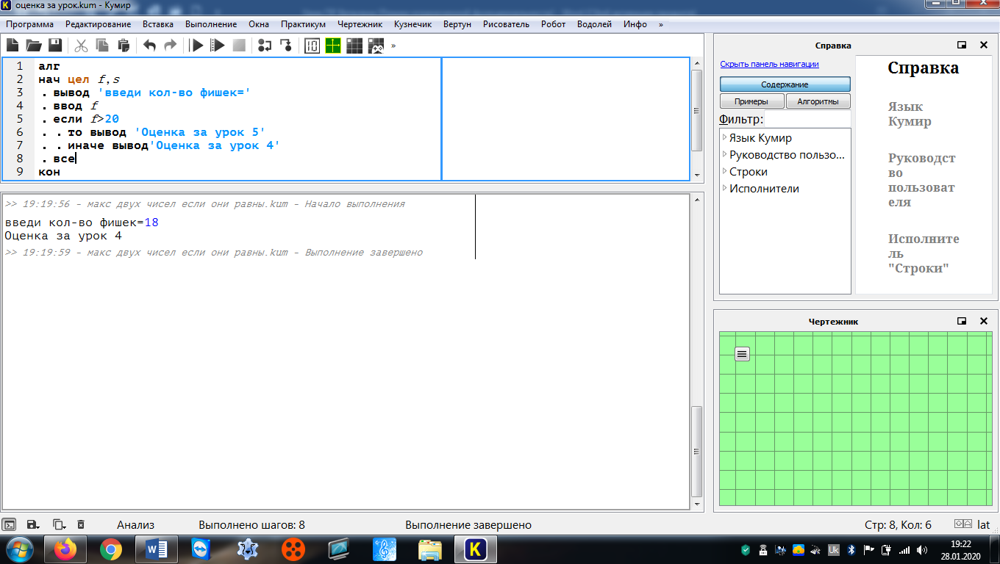 оценка за урок.kum - Кумир
Программа Редактирование Вставка Выполнение Окна Практикум Чертежник Кузнечик Вертун Рисователь Робот Водолей Инфо »
»
1 алг
2 нач цел f,s
3 . вывод 'введи кол-во фишек='
4 . ввод f
5 . если f>20
6 . . то вывод 'Оценка за урок 5'
7 . . иначе вывод'Оценка за урок 4'
8 . все
9 кон
>> 19:19:56 - макс двух чисел если они равны.kum - Начало выполнения
введи кол-во фишек=18
Оценка за урок 4
>> 19:19:59 - макс двух чисел если они равны.kum - Выполнение завершено
Справка
Скрыть панель навигации
Содержание
Примеры Алгоритмы
Фильтр:
Язык Кумир
Руководство пользо...
Строки
Исполнители
Справка
Язык
Кумир
Руководст
во
пользоват
еля
Исполните
ль
"Строки"
Чертежник
Анализ Выполнено шагов: 8 Выполнение завершено Стр: 8, Кол: 6 lat
Uk
19:22
28.01.2020